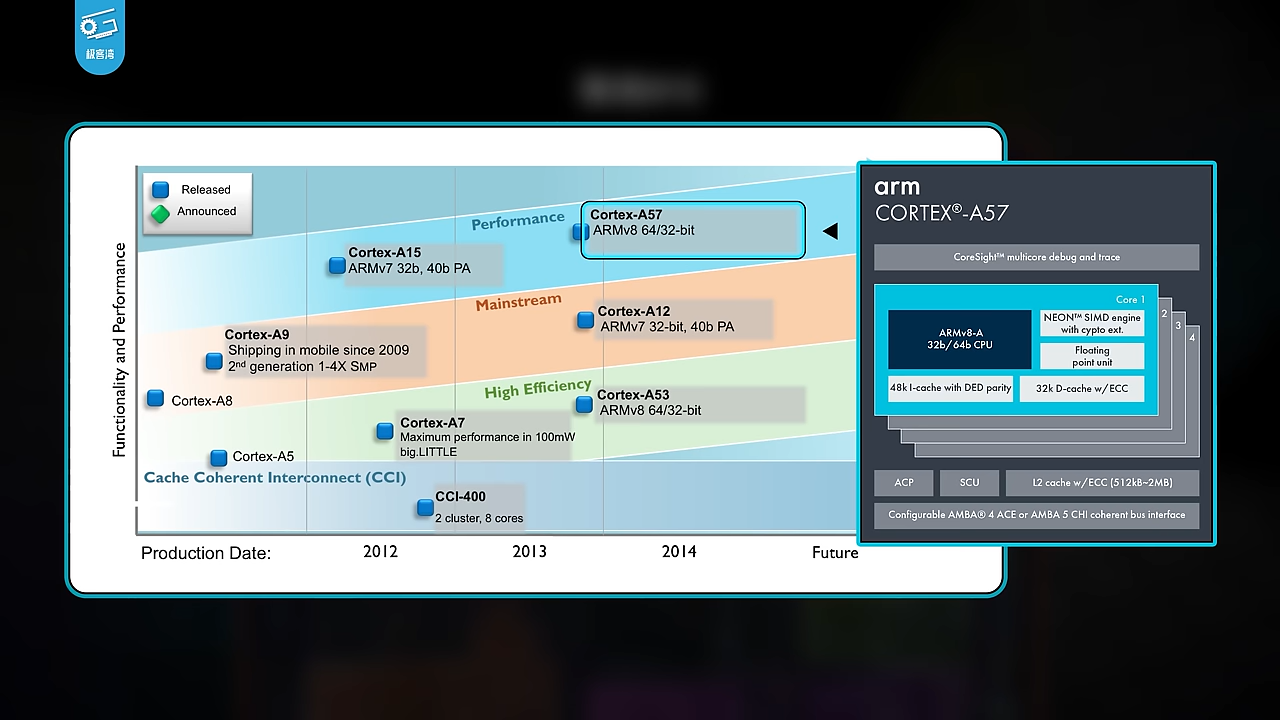 极客湾
Released
Announced
Functionality and Performance
Performance
Cortex-A57
ARMv8 64/32-bit
Cortex-A15
ARMv7 32b, 40b PA
Mainstream
Cortex-A12
ARMv7 32-bit, 40b PA
Cortex-A9
Shipping in mobile since 2009
2nd generation 1-4X SMP
Cortex-A8
High Efficiency
Cortex-A53
ARMv8 64/32-bit
Cortex-A7
Maximum performance in 100mW
big.LITTLE
Cortex-A5
Cache Coherent Interconnect (CCI)
CCI-400
2 cluster, 8 cores
Production Date:
2012
2013
2014
Future
arm
CORTEX®-A57
CoreSight™ multicore debug and trace
Core 1
2
3
4
ARMv8-A
32b/64b CPU
NEON™ SIMD engine
with cypto ext.
Floating
point unit
48k I-cache with DED parity
32k D-cache w/ECC
ACP
SCU
L2 cache w/ECC (512kB~2MB)
Configurable AMBA® 4 ACE or AMBA 5 CHI coherent bus interface